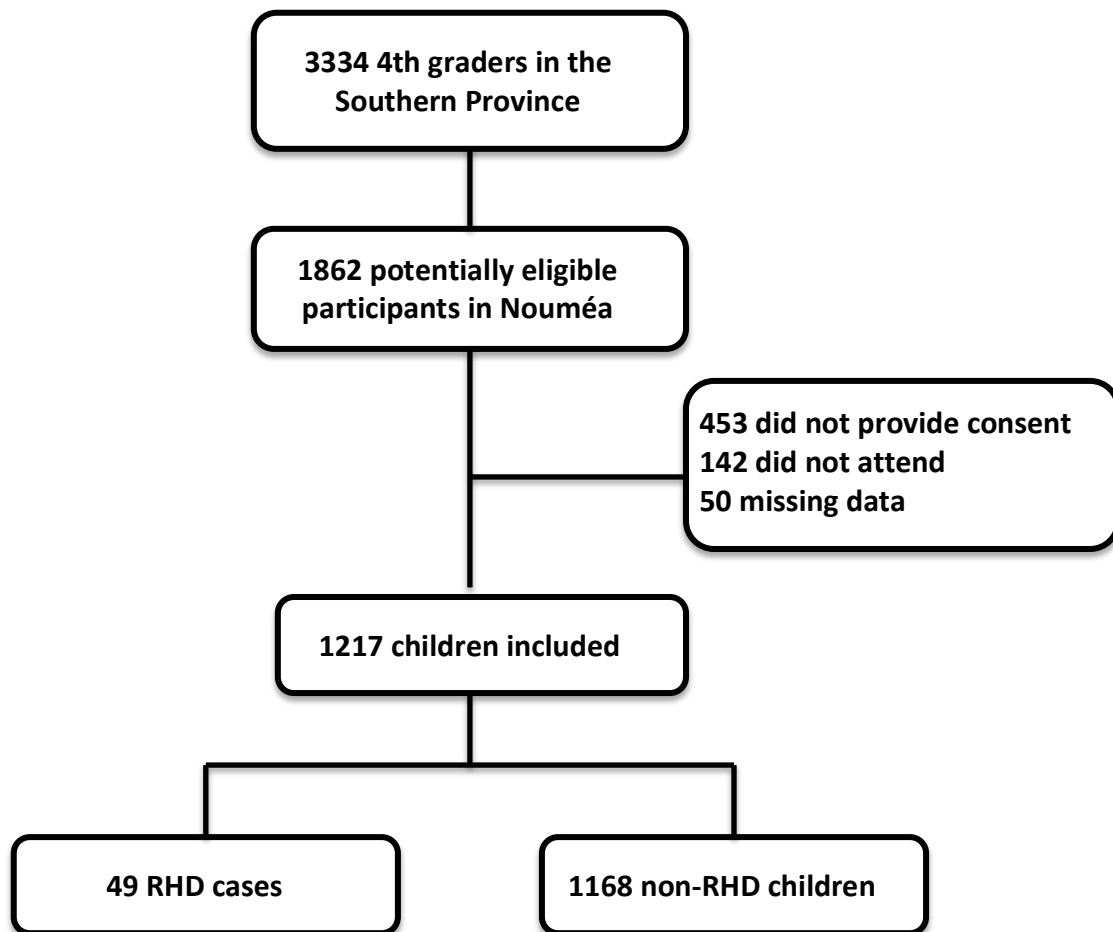 3334 4th graders in the
Southern Province
1862 potentially eligible
participants in Nouméa
453 did not provide consent
142 did not attend
50 missing data
1217 children included
49 RHD cases
1168 non-RHD children